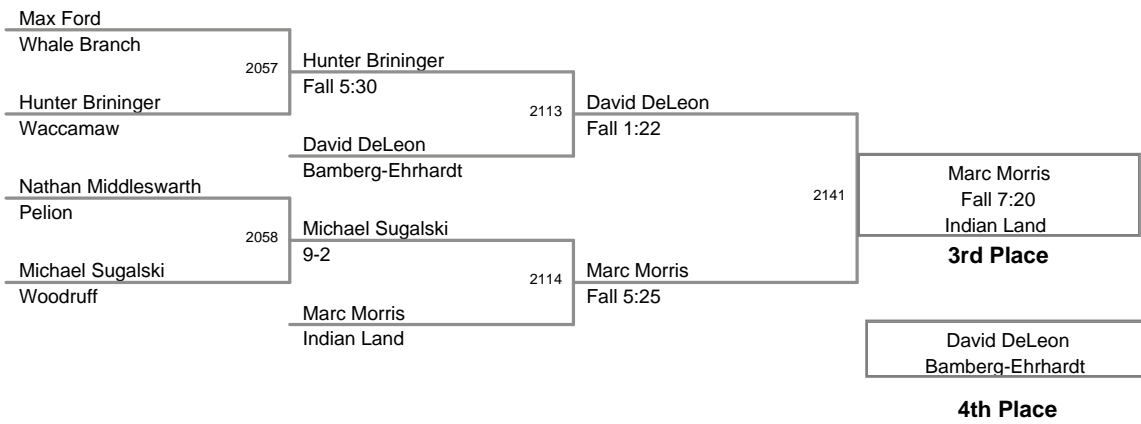 Max Ford
Whale Branch
2057
Hunter Brininger
Waccamaw
Nathan Middleswarth
Pelion
2058
Michael Sugalski
Woodruff
Hunter Brininger
Fall 5:30
2113
David DeLeon
Bamberg-Ehrhardt
Michael Sugalski
9-2
2114
Marc Morris
Indian Land
David DeLeon
Fall 1:22
2141
Marc Morris
Fall 5:25
Marc Morris
Fall 7:20
Indian Land
3rd Place
David DeLeon
Bamberg-Ehrhardt
4th Place